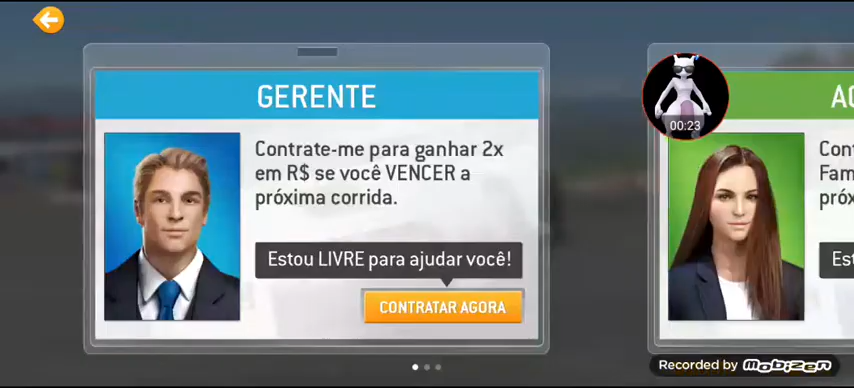 GERENTE
Contrate-me para ganhar 2x
em R$ se você VENCER a
próxima corrida.
Estou LIVRE para ajudar você!
CONTRATAR AGORA
00:23
Recorded by mobizen